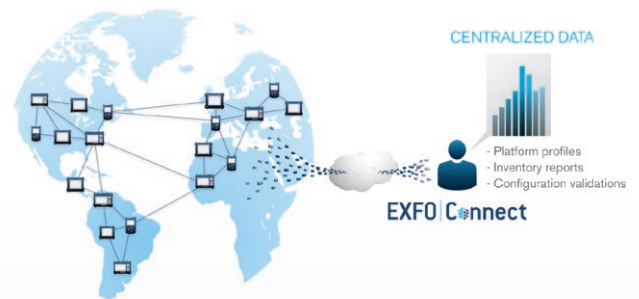 CENTRALIZED DATA
· Platform profiles
· Inventory reports
· Configuration validations
EXFO | Connect